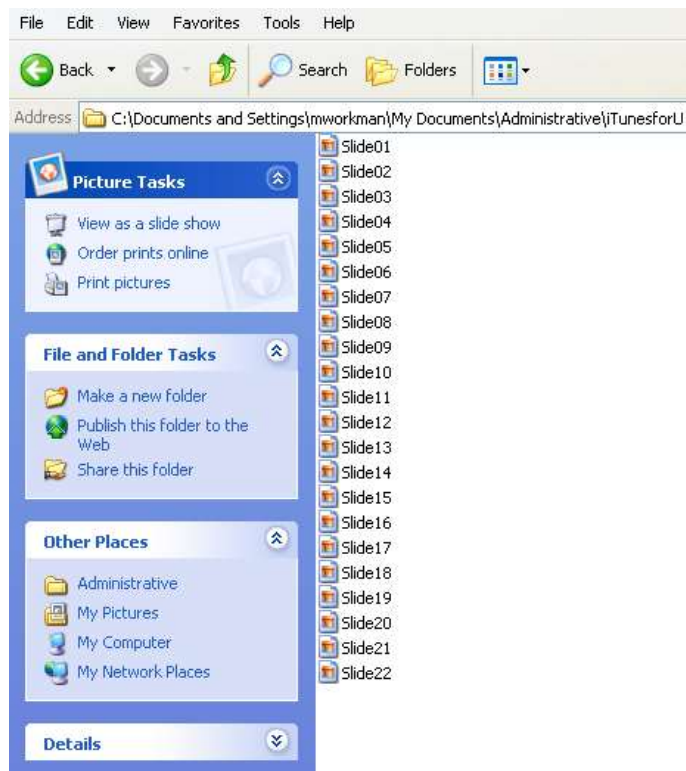 File Edit View Favorites Tools Help
Back Search Folders
Address C:\Documents and Settings\mworkman\My Documents\Administrative\iTunesforU
Picture Tasks
View as a slide show
Order prints online
Print pictures
File and Folder Tasks
Make a new folder
Publish this folder to the
Web
Share this folder
Other Places
Administrative
My Pictures
My Computer
My Network Places
Details
Slide01
Slide02
Slide03
Slide04
Slide05
Slide06
Slide07
Slide08
Slide09
Slide10
Slide11
Slide12
Slide13
Slide14
Slide15
Slide16
Slide17
Slide18
Slide19
Slide20
Slide21
Slide22